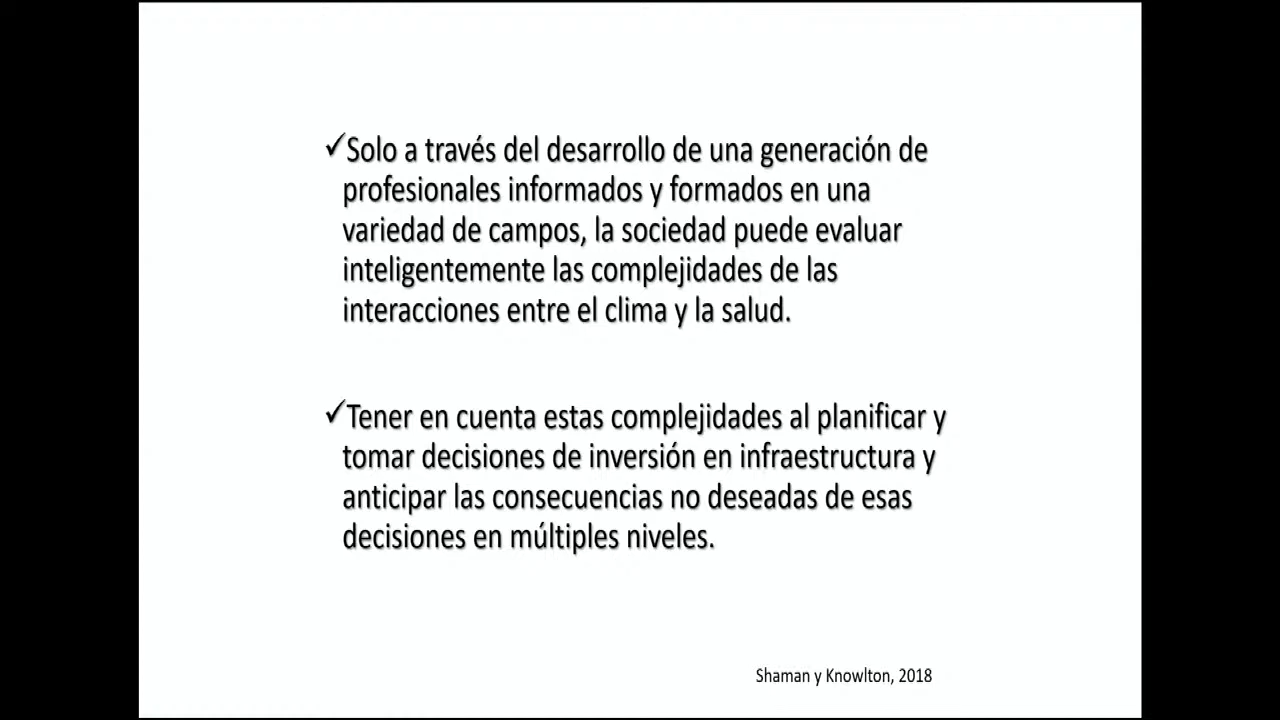 ✓Solo a través del desarrollo de una generación de
profesionales informados y formados en una
variedad de campos, la sociedad puede evaluar
inteligentemente las complejidades de las
interacciones entre el clima y la salud.
✓Tener en cuenta estas complejidades al planificar y
tomar decisiones de inversión en infraestructura y
anticipar las consecuencias no deseadas de esas
decisiones en múltiples niveles.
Shaman y Knowlton, 2018